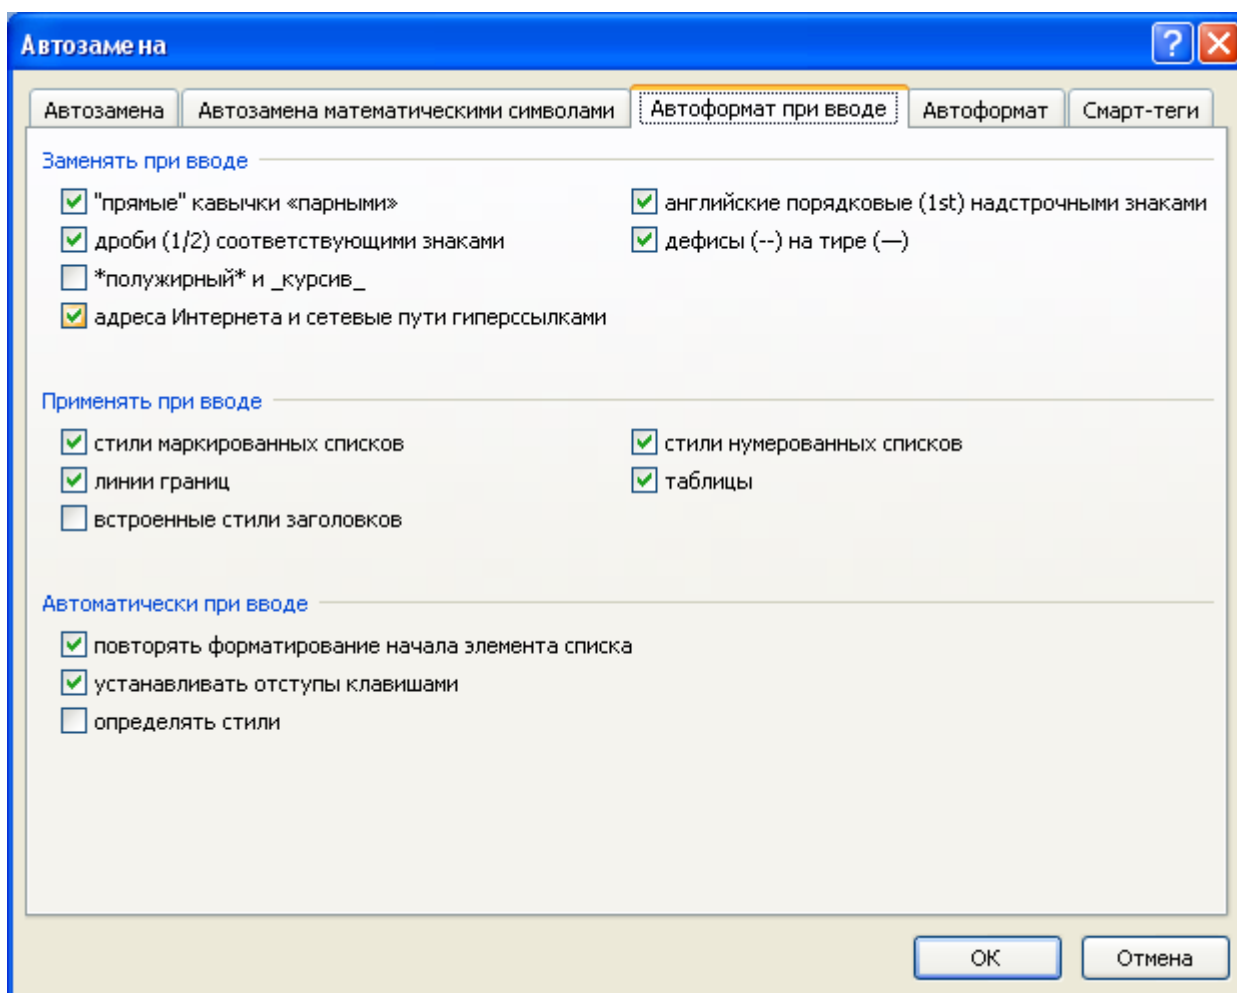 Автозамена
Автозамена Автозамена математическими символами Автоформат при вводе Автоформат Смарт-теги
Заменять при вводе
"прямые" кавычки «парными» английские порядковые (1st) надстрочными знаками
дроби (1/2) соответствующими знаками дефисы (--) на тире (—)
*полужирный* и _курсив_
адреса Интернета и сетевые пути гиперссылками
Применять при вводе
стили маркированных списков стили нумерованных списков
линии границ таблицы
встроенные стили заголовков
Автоматически при вводе
повторять форматирование начала элемента списка
устанавливать отступы клавишами
определять стили
ОК Отмена